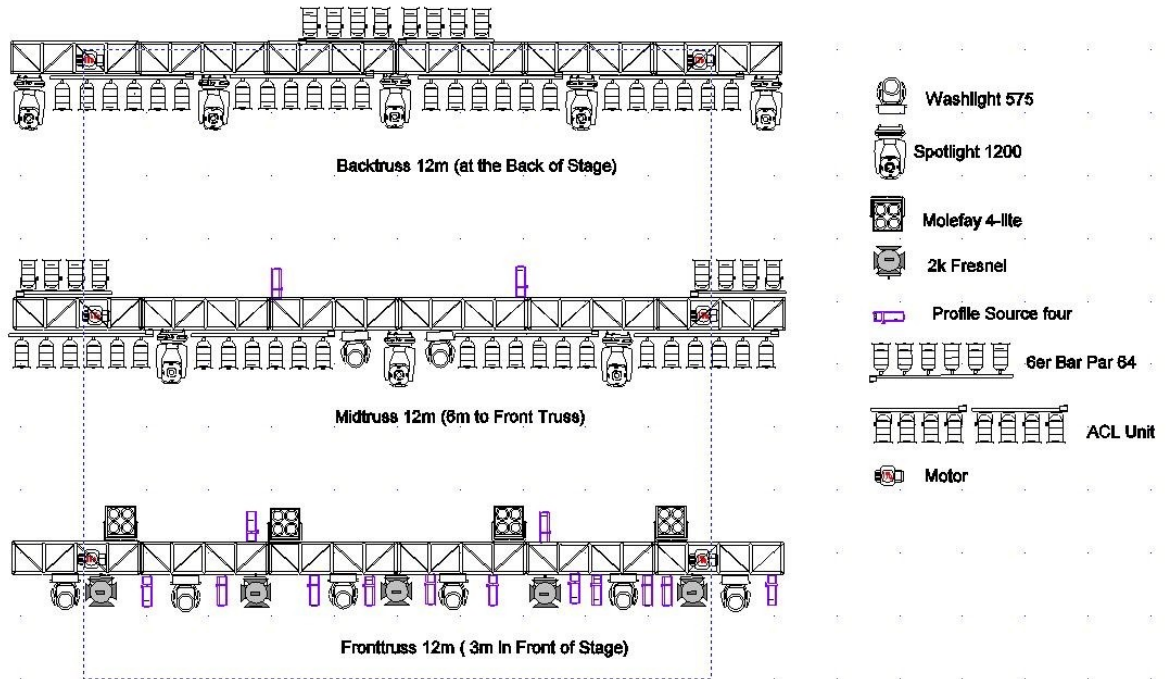 Backtruss 12m (at the Back of Stage)
Midtruss 12m (6m to Front Truss)
Fronttruss 12m ( 3m in Front of Stage)
Washlight 575
Spotlight 1200
Molefay 4-lite
2k Fresnel
Profile Source four
6er Bar Par 64
ACL Unit
Motor